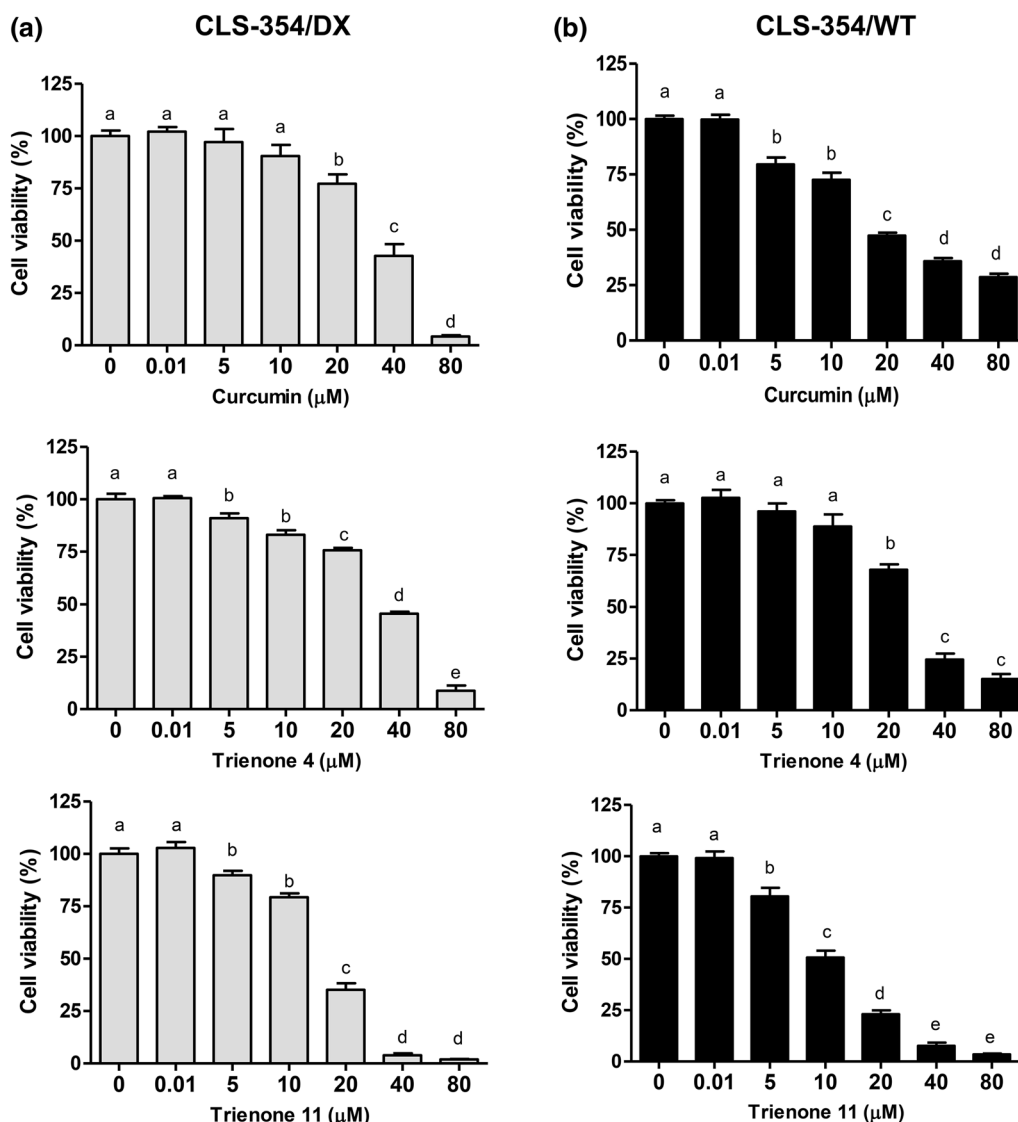 (a) CLS-354/DX
(b) CLS-354/WT
Cell viability (%)
125
100
75
50
25
0
a a a a b c d
0 0.01 5 10 20 40 80
Curcumin (μM)
Cell viability (%)
125
100
75
50
25
0
a a b b c d d
0 0.01 5 10 20 40 80
Curcumin (μM)
Cell viability (%)
125
100
75
50
25
0
a a b b c d e
0 0.01 5 10 20 40 80
Trienone 4 (μM)
Cell viability (%)
125
100
75
50
25
0
a a a a b c c
0 0.01 5 10 20 40 80
Trienone 4 (μM)
Cell viability (%)
125
100
75
50
25
0
a a b b c d d
0 0.01 5 10 20 40 80
Trienone 11 (μM)
Cell viability (%)
125
100
75
50
25
0
a a b c d e e
0 0.01 5 10 20 40 80
Trienone 11 (μM)